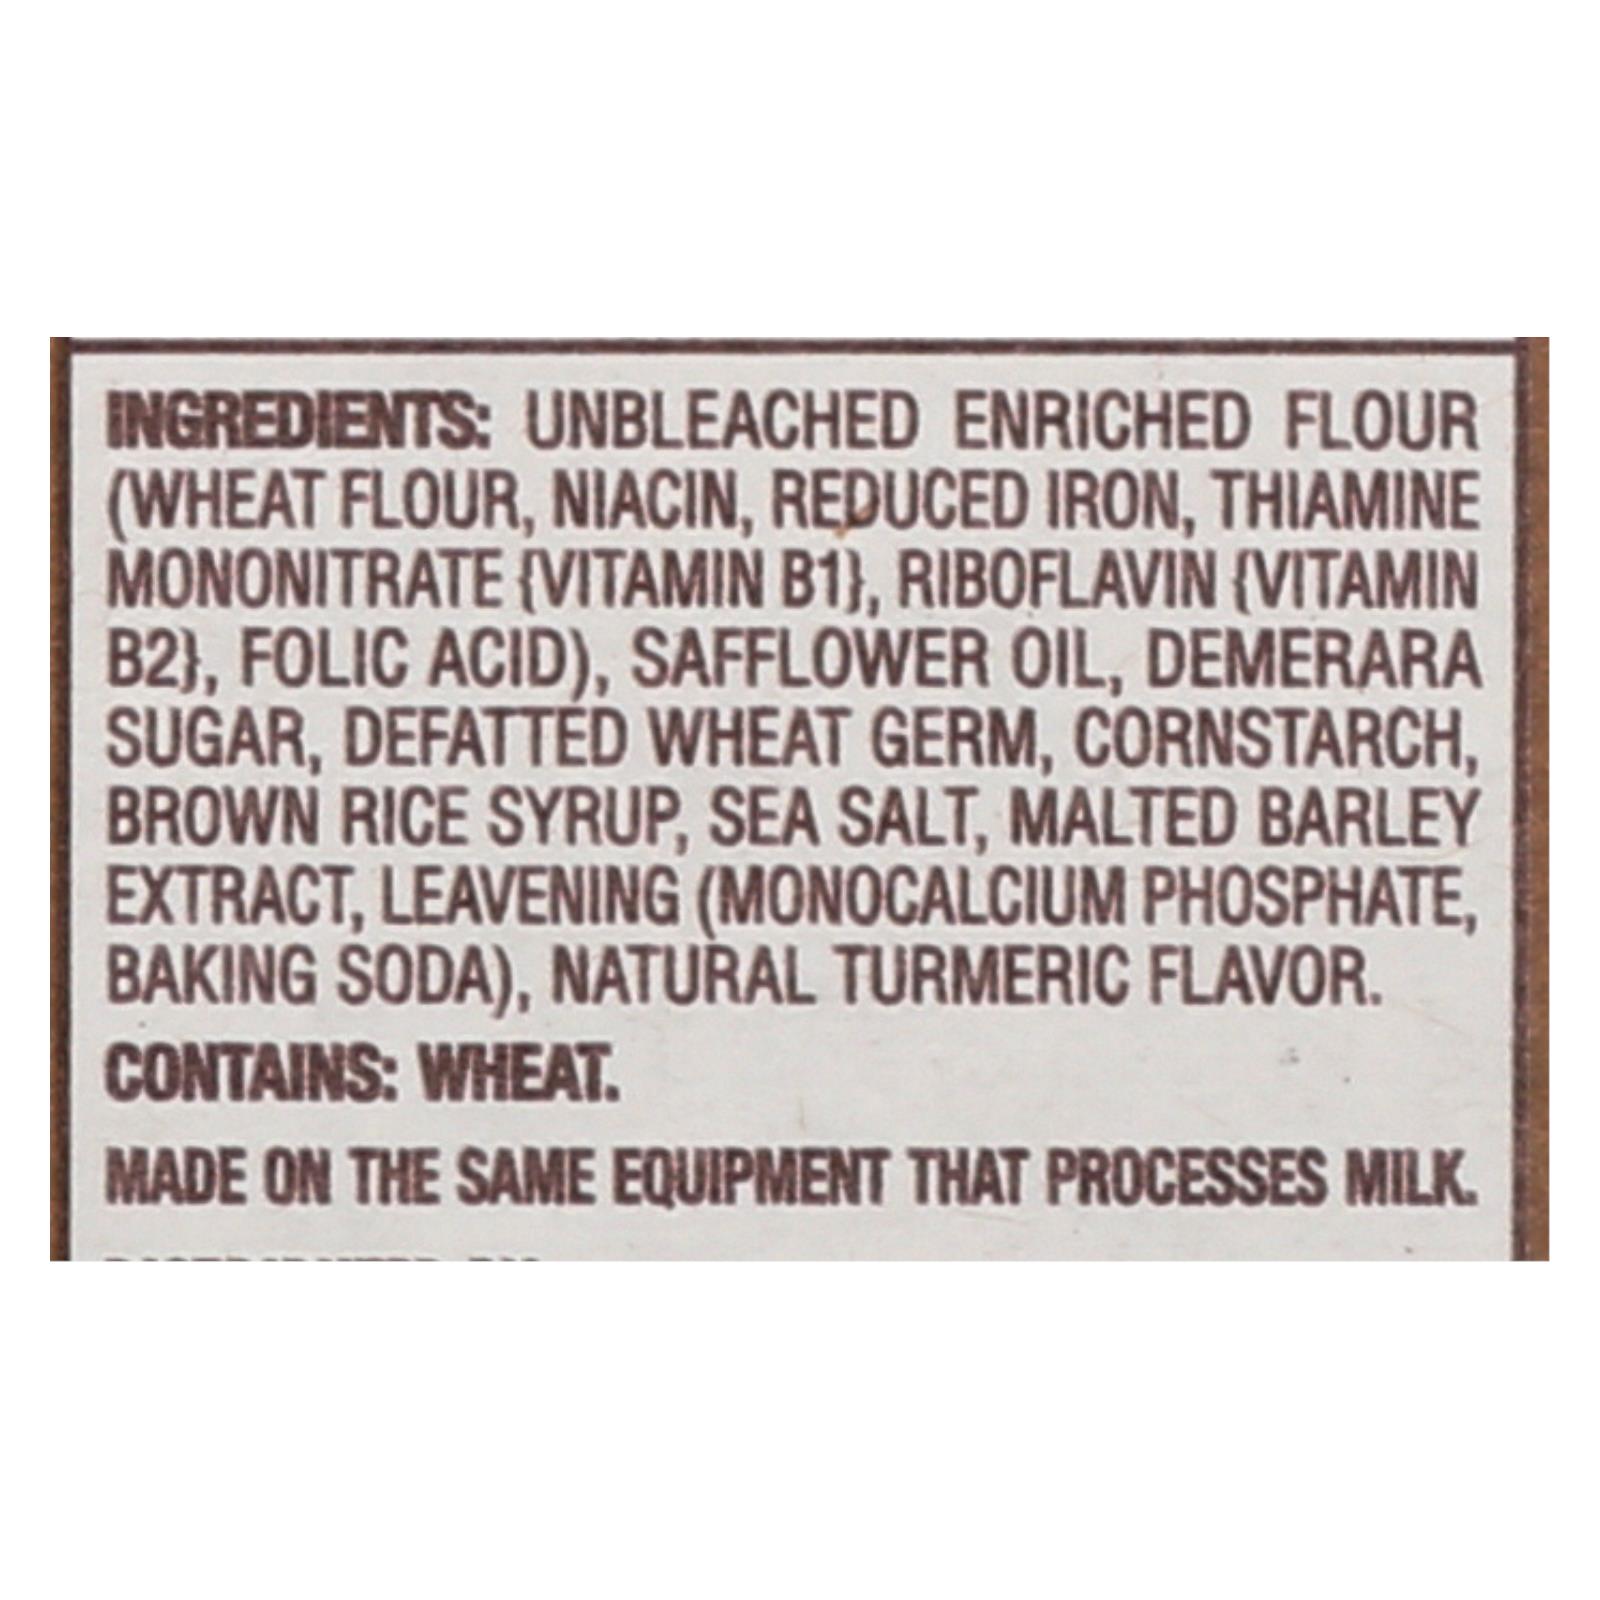 INGREDIENTS: UNBLEACHED ENRICHED FLOUR
(WHEAT FLOUR, NIACIN, REDUCED IRON, THIAMINE
MONONITRATE {VITAMIN B1}, RIBOFLAVIN {VITAMIN
B2}, FOLIC ACID), SAFFLOWER OIL, DEMERARA
SUGAR, DEFATTED WHEAT GERM, CORNSTARCH,
BROWN RICE SYRUP, SEA SALT, MALTED BARLEY
EXTRACT, LEAVENING (MONOCALCIUM PHOSPHATE,
BAKING SODA), NATURAL TURMERIC FLAVOR.
CONTAINS: WHEAT.
MADE ON THE SAME EQUIPMENT THAT PROCESSES MILK.